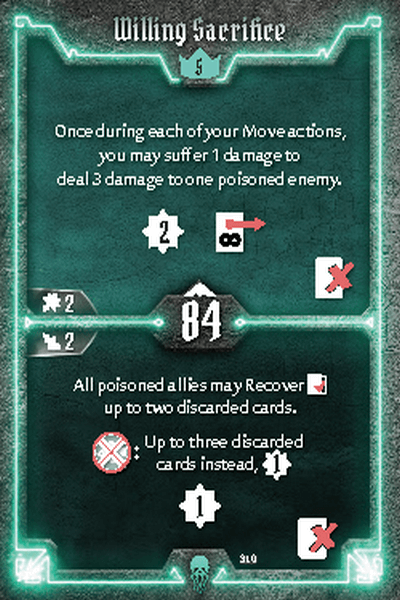 Willing Sacrifice
5
Once during each of your Move actions,
you may suffer 1 damage to
deal 3 damage to one poisoned enemy.
2
2
84
2
All poisoned allies may Recover
up to two discarded cards.
: Up to three discarded
cards instead, 1
1
310